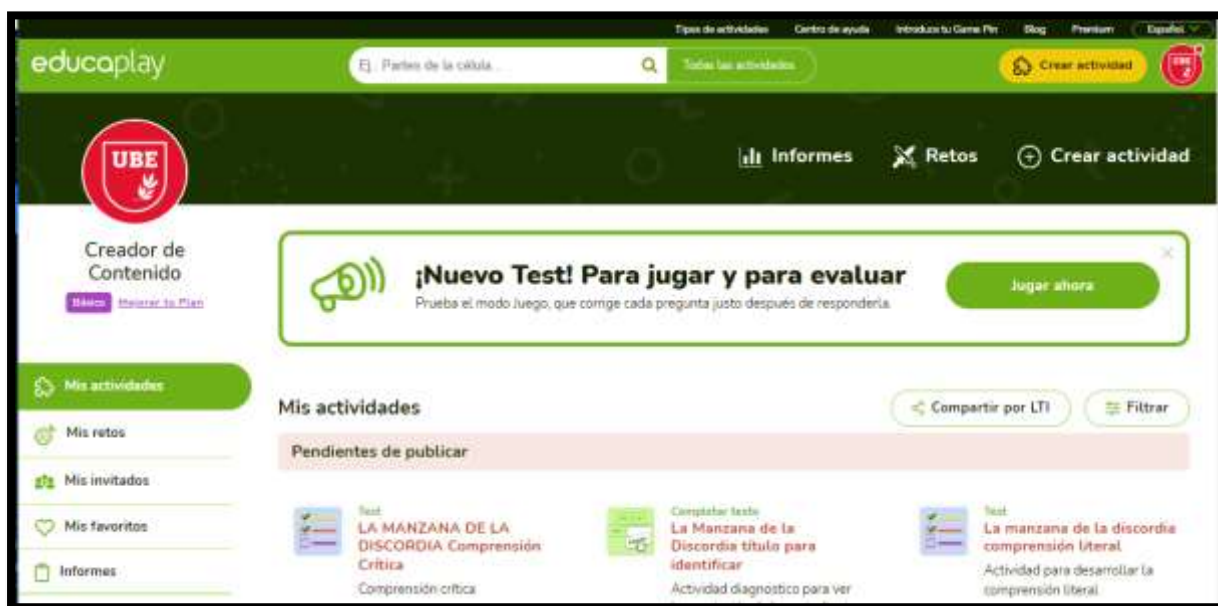 Tipos de actividades Centro de ayuda Introduce tu Game Pin Blog Premium Español
educaplay
Ej. Partes de la célula...
Todas las actividades
Crear actividad
UBE
Informes Retos Crear actividad
UBE
Creador de
Contenido
Básico Mejorar tu Plan
¡Nuevo Test! Para jugar y para evaluar
Prueba el modo Juego, que corrige cada pregunta justo después de responderla.
Jugar ahora
Mis actividades
Mis retos
Mis invitados
Mis favoritos
Informes
Mis actividades
Compartir por LTI
Filtrar
Pendientes de publicar
Test
LA MANZANA DE LA
DISCORDIA Comprensión
Crítica
Comprensión crítica
Completar texto
La Manzana de la
Discordia título para
identificar
Actividad diagnostico para ver
Test
La manzana de la discordia
comprensión literal
Actividad para desarrollar la
comprensión literal